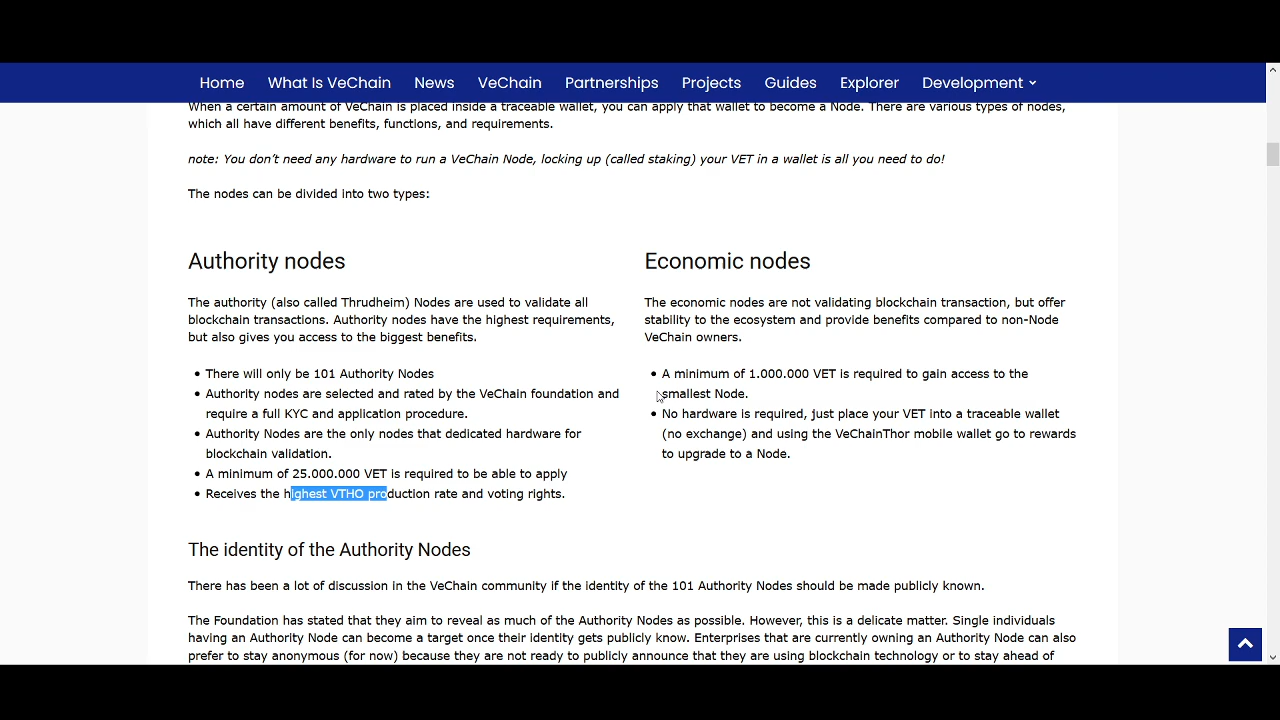 Home What Is VeChain News VeChain Partnerships Projects Guides Explorer Development
When a certain amount of VeChain is placed inside a traceable wallet, you can apply that wallet to become a Node. There are various types of nodes,
which all have different benefits, functions, and requirements.
note: You don’t need any hardware to run a VeChain Node, locking up (called staking) your VET in a wallet is all you need to do!
The nodes can be divided into two types:
Authority nodes
The authority (also called Thrudheim) Nodes are used to validate all
blockchain transactions. Authority nodes have the highest requirements,
but also gives you access to the biggest benefits.
• There will only be 101 Authority Nodes
• Authority nodes are selected and rated by the VeChain foundation and
require a full KYC and application procedure.
• Authority Nodes are the only nodes that dedicated hardware for
blockchain validation.
• A minimum of 25.000.000 VET is required to be able to apply
• Receives the highest VTHO production rate and voting rights.
Economic nodes
The economic nodes are not validating blockchain transaction, but offer
stability to the ecosystem and provide benefits compared to non-Node
VeChain owners.
• A minimum of 1.000.000 VET is required to gain access to the
smallest Node.
• No hardware is required, just place your VET into a traceable wallet
(no exchange) and using the VeChainThor mobile wallet go to rewards
to upgrade to a Node.
The identity of the Authority Nodes
There has been a lot of discussion in the VeChain community if the identity of the 101 Authority Nodes should be made publicly known.
The Foundation has stated that they aim to reveal as much of the Authority Nodes as possible. However, this is a delicate matter. Single individuals
having an Authority Node can become a target once their identity gets publicly know. Enterprises that are currently owning an Authority Node can also
prefer to stay anonymous (for now) because they are not ready to publicly announce that they are using blockchain technology or to stay ahead of